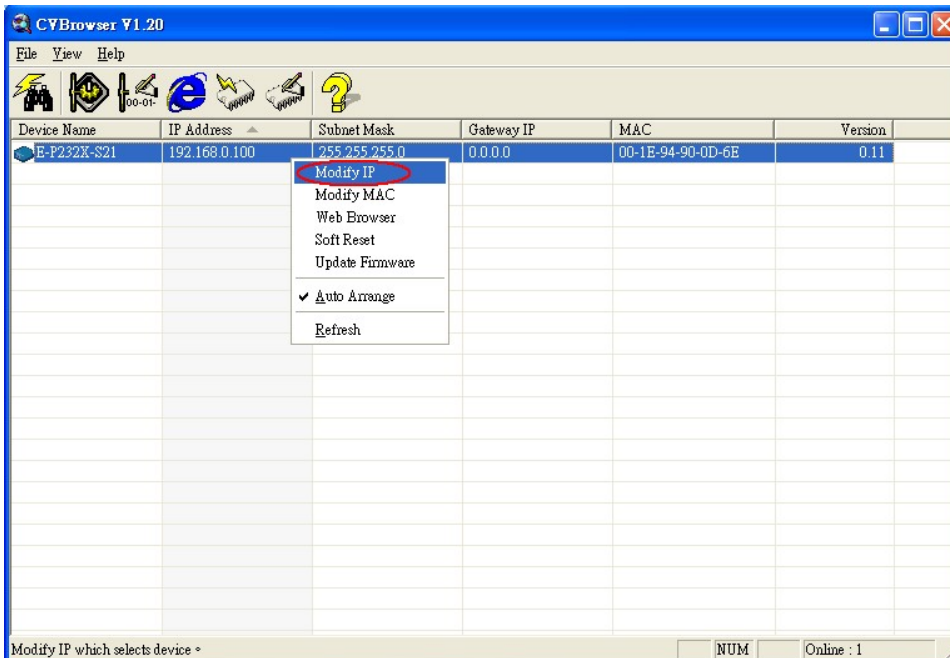 CVBrowser V1.20
File View Help
00-01-
Device Name IP Address Subnet Mask Gateway IP MAC Version
E-P232X-S21 192.168.0.100 255.255.255.0 0.0.0.0 00-1E-94-90-0D-6E 0.11
Modify IP
Modify MAC
Web Browser
Soft Reset
Update Firmware
Auto Arrange
Refresh
Modify IP which selects device。 NUM Online : 1